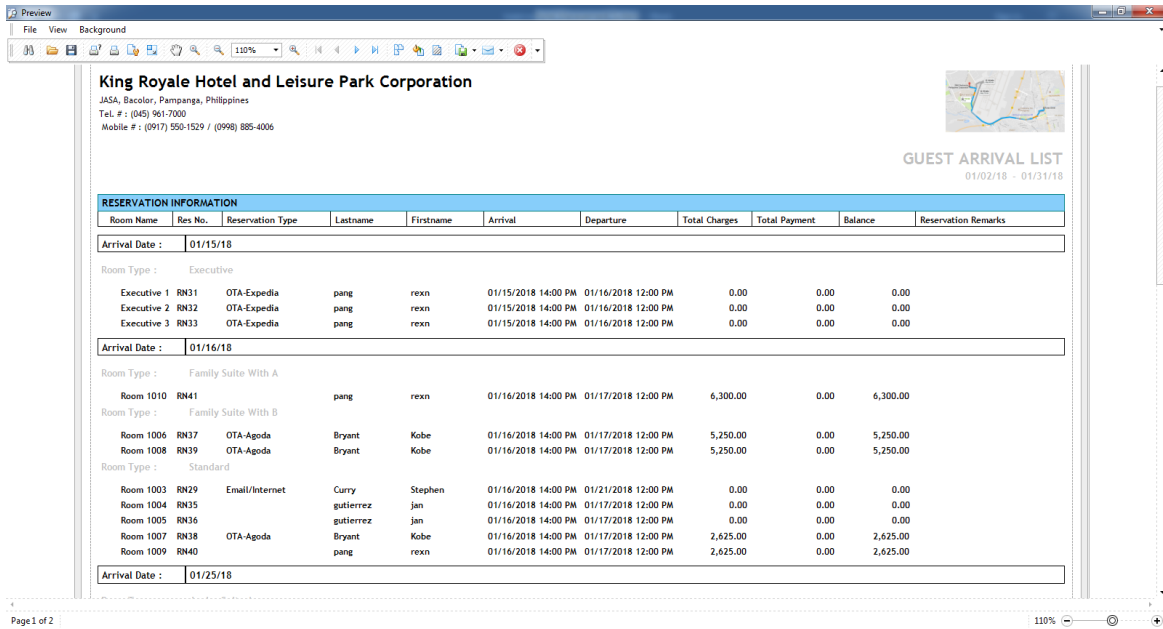 Preview
File View Background
110%
King Royale Hotel and Leisure Park Corporation
JASA, Bacolor, Pampanga, Philippines
Tel. # : (045) 961-7000
Mobile # : (0917) 550-1529 / (0998) 885-4006
GUEST ARRIVAL LIST
01/02/18 - 01/31/18
RESERVATION INFORMATION
Room Name Res No. Reservation Type Lastname Firstname Arrival Departure Total Charges Total Payment Balance Reservation Remarks
Arrival Date : 01/15/18
Room Type : Executive
Executive 1 RN31 OTA-Expedia pang rexn 01/15/2018 14:00 PM 01/16/2018 12:00 PM 0.00 0.00 0.00
Executive 2 RN32 OTA-Expedia pang rexn 01/15/2018 14:00 PM 01/16/2018 12:00 PM 0.00 0.00 0.00
Executive 3 RN33 OTA-Expedia pang rexn 01/15/2018 14:00 PM 01/16/2018 12:00 PM 0.00 0.00 0.00
Arrival Date : 01/16/18
Room Type : Family Suite With A
Room 1010 RN41 pang rexn 01/16/2018 14:00 PM 01/17/2018 12:00 PM 6,300.00 0.00 6,300.00
Room Type : Family Suite With B
Room 1006 RN37 OTA-Agoda Bryant Kobe 01/16/2018 14:00 PM 01/17/2018 12:00 PM 5,250.00 0.00 5,250.00
Room 1008 RN39 OTA-Agoda Bryant Kobe 01/16/2018 14:00 PM 01/17/2018 12:00 PM 5,250.00 0.00 5,250.00
Room Type : Standard
Room 1003 RN29 Email/Internet Curry Stephen 01/16/2018 14:00 PM 01/21/2018 12:00 PM 0.00 0.00 0.00
Room 1004 RN35 gutierrez jan 01/16/2018 14:00 PM 01/17/2018 12:00 PM 0.00 0.00 0.00
Room 1005 RN36 gutierrez jan 01/16/2018 14:00 PM 01/17/2018 12:00 PM 0.00 0.00 0.00
Room 1007 RN38 OTA-Agoda Bryant Kobe 01/16/2018 14:00 PM 01/17/2018 12:00 PM 2,625.00 0.00 2,625.00
Room 1009 RN40 pang rexn 01/16/2018 14:00 PM 01/17/2018 12:00 PM 2,625.00 0.00 2,625.00
Arrival Date : 01/25/18
Page 1 of 2 110%